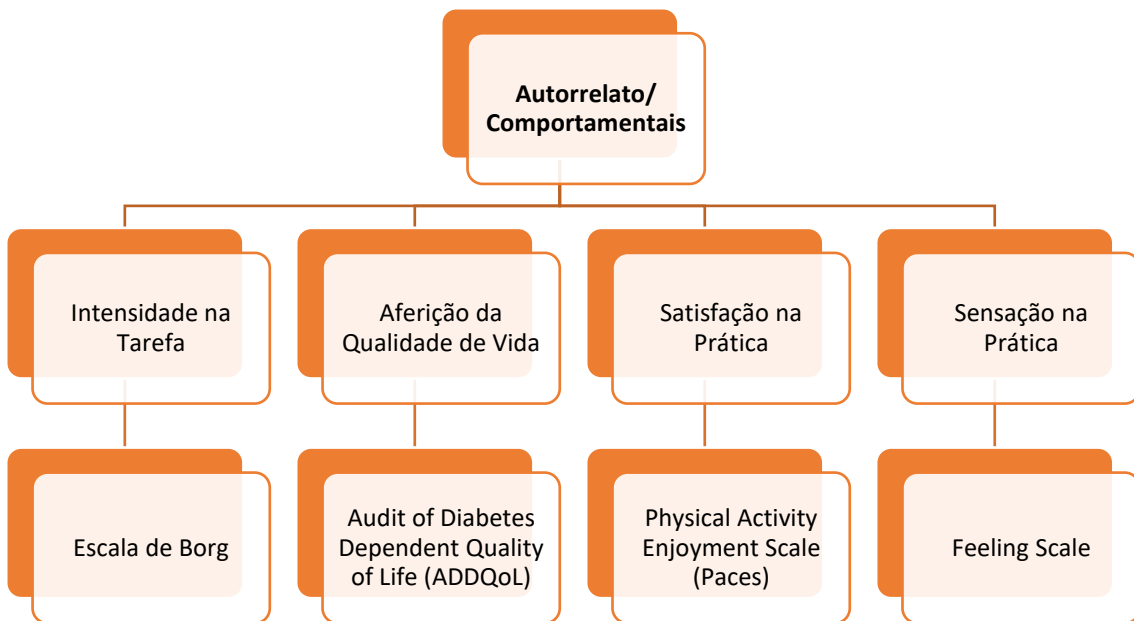 Autorrelato/
Comportamentais
Intensidade na
Tarefa
Aferição da
Qualidade de Vida
Satisfação na
Prática
Sensação na
Prática
Escala de Borg
Audit of Diabetes
Dependent Quality
of Life (ADDQoL)
Physical Activity
Enjoyment Scale
(Paces)
Feeling Scale